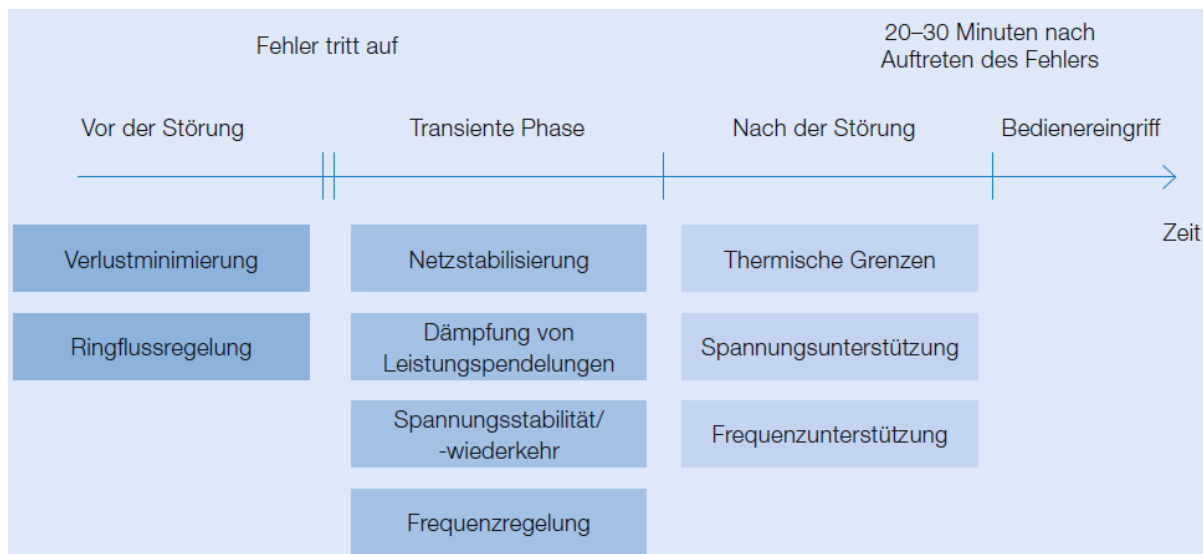 Fehler tritt auf
20–30 Minuten nach
Auftreten des Fehlers
Vor der Störung
Transiente Phase
Nach der Störung
Bedienereingriff
Zeit
Verlustminimierung
Netzstabilisierung
Thermische Grenzen
Ringflussregelung
Dämpfung von
Leistungspendelungen
Spannungsunterstützung
Spannungsstabilität/
-wiederkehr
Frequenzunterstützung
Frequenzregelung